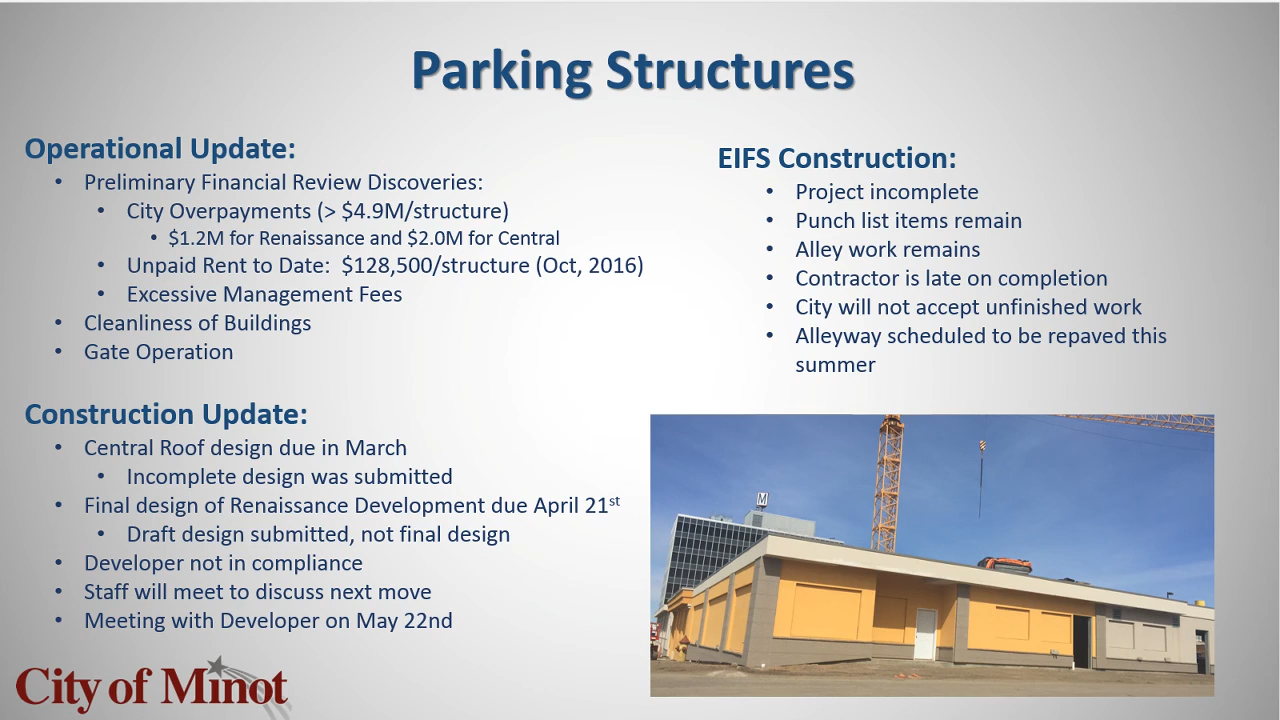 Parking Structures
Operational Update:
• Preliminary Financial Review Discoveries:
• City Overpayments (> $4.9M/structure)
• $1.2M for Renaissance and $2.0M for Central
• Unpaid Rent to Date: $128,500/structure (Oct, 2016)
• Excessive Management Fees
• Cleanliness of Buildings
• Gate Operation
Construction Update:
• Central Roof design due in March
• Incomplete design was submitted
• Final design of Renaissance Development due April 21st
• Draft design submitted, not final design
• Developer not in compliance
• Staff will meet to discuss next move
• Meeting with Developer on May 22nd
EIFS Construction:
• Project incomplete
• Punch list items remain
• Alley work remains
• Contractor is late on completion
• City will not accept unfinished work
• Alleyway scheduled to be repaved this
summer
M
City of Minot